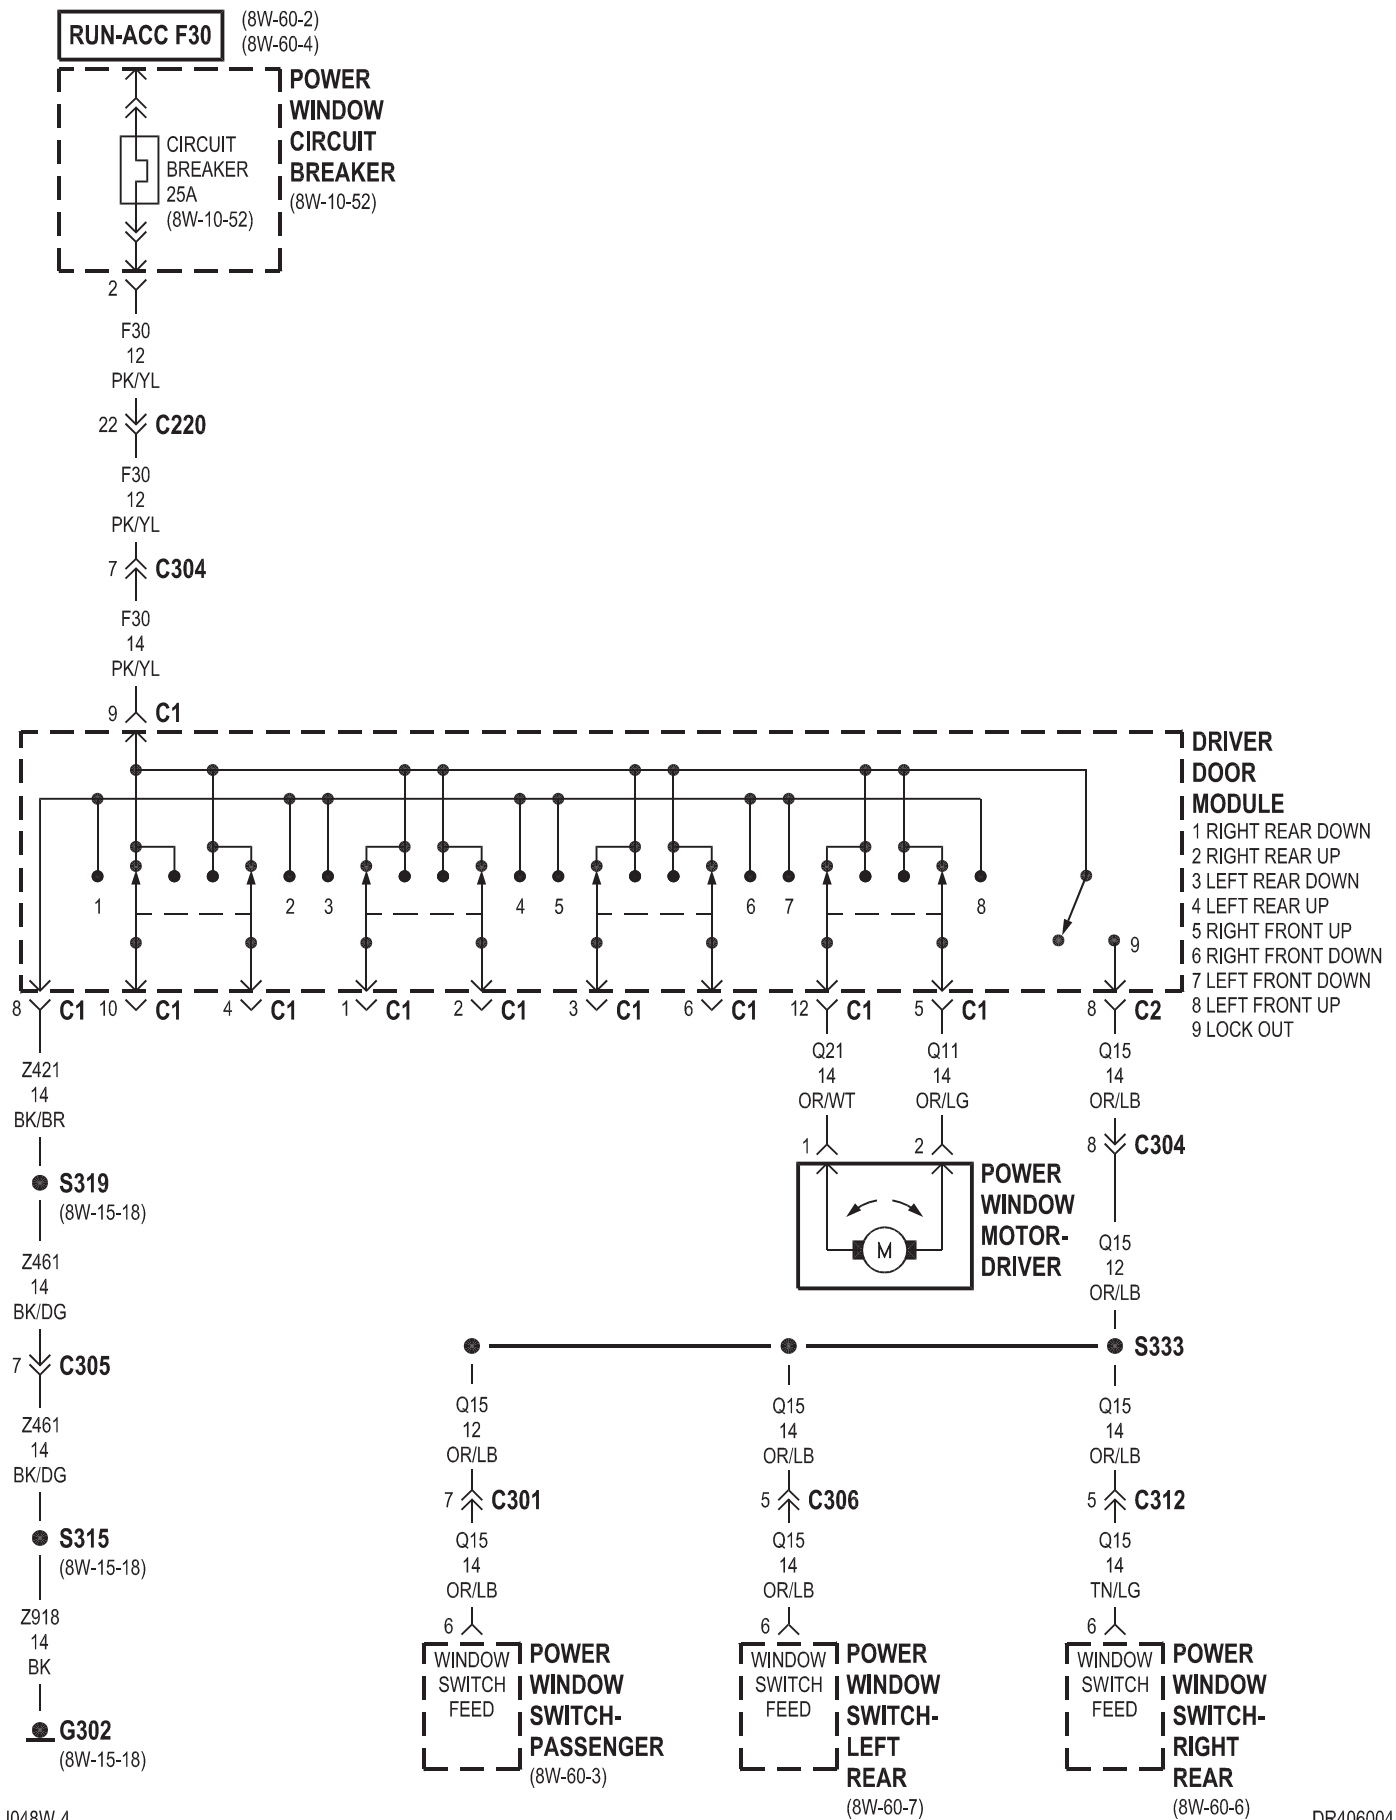 RUN-ACC F30
(8W-60-2)
(8W-60-4)
POWER
WINDOW
CIRCUIT
BREAKER
(8W-10-52)
CIRCUIT
BREAKER
25A
(8W-10-52)
2
F30
12
PK/YL
22 C220
F30
12
PK/YL
7 C304
F30
14
PK/YL
9 C1
DRIVER
DOOR
MODULE
1 RIGHT REAR DOWN
2 RIGHT REAR UP
3 LEFT REAR DOWN
4 LEFT REAR UP
5 RIGHT FRONT UP
6 RIGHT FRONT DOWN
7 LEFT FRONT DOWN
8 LEFT FRONT UP
9 LOCK OUT
1 2 3 4 5 6 7 8
9
8 C1 10 C1 4 C1 1 C1 2 C1 3 C1 6 C1 12 C1 5 C1 8 C2
Z421
14
BK/BR
S319
(8W-15-18)
Z461
14
BK/DG
7 C305
Z461
14
BK/DG
S315
(8W-15-18)
Z918
14
BK
G302
(8W-15-18)
Q21
14
OR/WT
1
Q11
14
OR/LG
2
M
POWER
WINDOW
MOTOR-
DRIVER
Q15
14
OR/LB
8 C304
Q15
12
OR/LB
S333
Q15
12
OR/LB
7 C301
Q15
14
OR/LB
6
WINDOW
SWITCH
FEED
POWER
WINDOW
SWITCH-
PASSENGER
(8W-60-3)
Q15
14
OR/LB
5 C306
Q15
14
OR/LB
6
WINDOW
SWITCH
FEED
POWER
WINDOW
SWITCH-
LEFT
REAR
(8W-60-7)
Q15
14
OR/LB
5 C312
Q15
14
TN/LG
6
WINDOW
SWITCH
FEED
POWER
WINDOW
SWITCH-
RIGHT
REAR
(8W-60-6)
J048W-4
DR406004